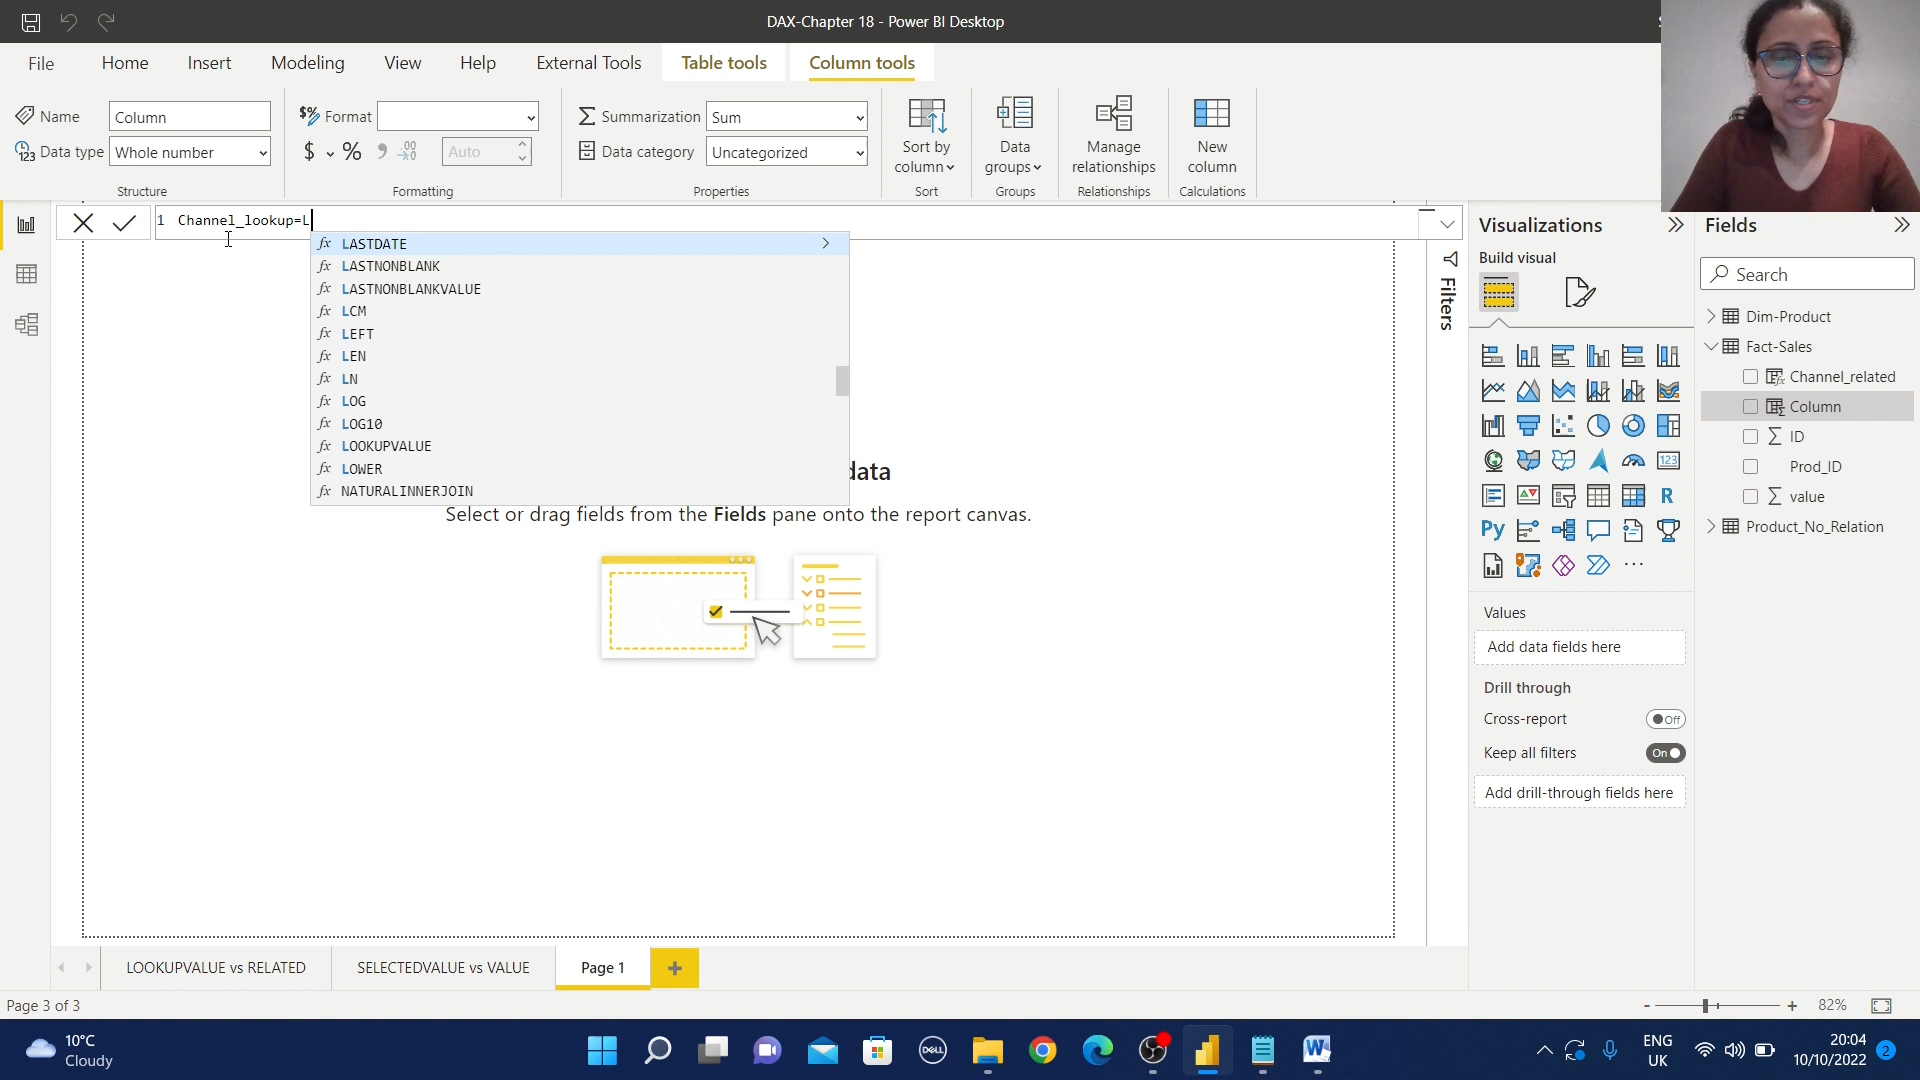 DAX-Chapter 18 - Power BI Desktop
File Home Insert Modeling View Help External Tools Table tools Column tools
Name Column
Data type Whole number
Structure
$% Format
$ % 9 .00
Auto
Formatting
Summarization Sum
Data category Uncategorized
Properties
Sort by
column
Sort
Data
groups
Groups
Manage
relationships
Relationships
New
column
Calculations
1 Channel_lookup=L
LASTDATE
LASTNONBLANK
LASTNONBLANKVALUE
LCM
LEFT
LEN
LN
LOG
LOG10
LOOKUPVALUE
LOWER
NATURALINNERJOIN
data
Select or drag fields from the Fields pane onto the report canvas.
Filters
Visualizations
Build visual
123
R
Py
Values
Add data fields here
Drill through
Cross-report Off
Keep all filters On
Add drill-through fields here
Fields
Search
Dim-Product
Fact-Sales
Channel_related
Column
ID
Prod_ID
value
Product_No_Relation
LOOKUPVALUE vs RELATED SELECTEDVALUE vs VALUE Page 1 +
Page 3 of 3
- + 82%
10°C
Cloudy
DELL
W
ENG
UK
20:04
10/10/2022
2